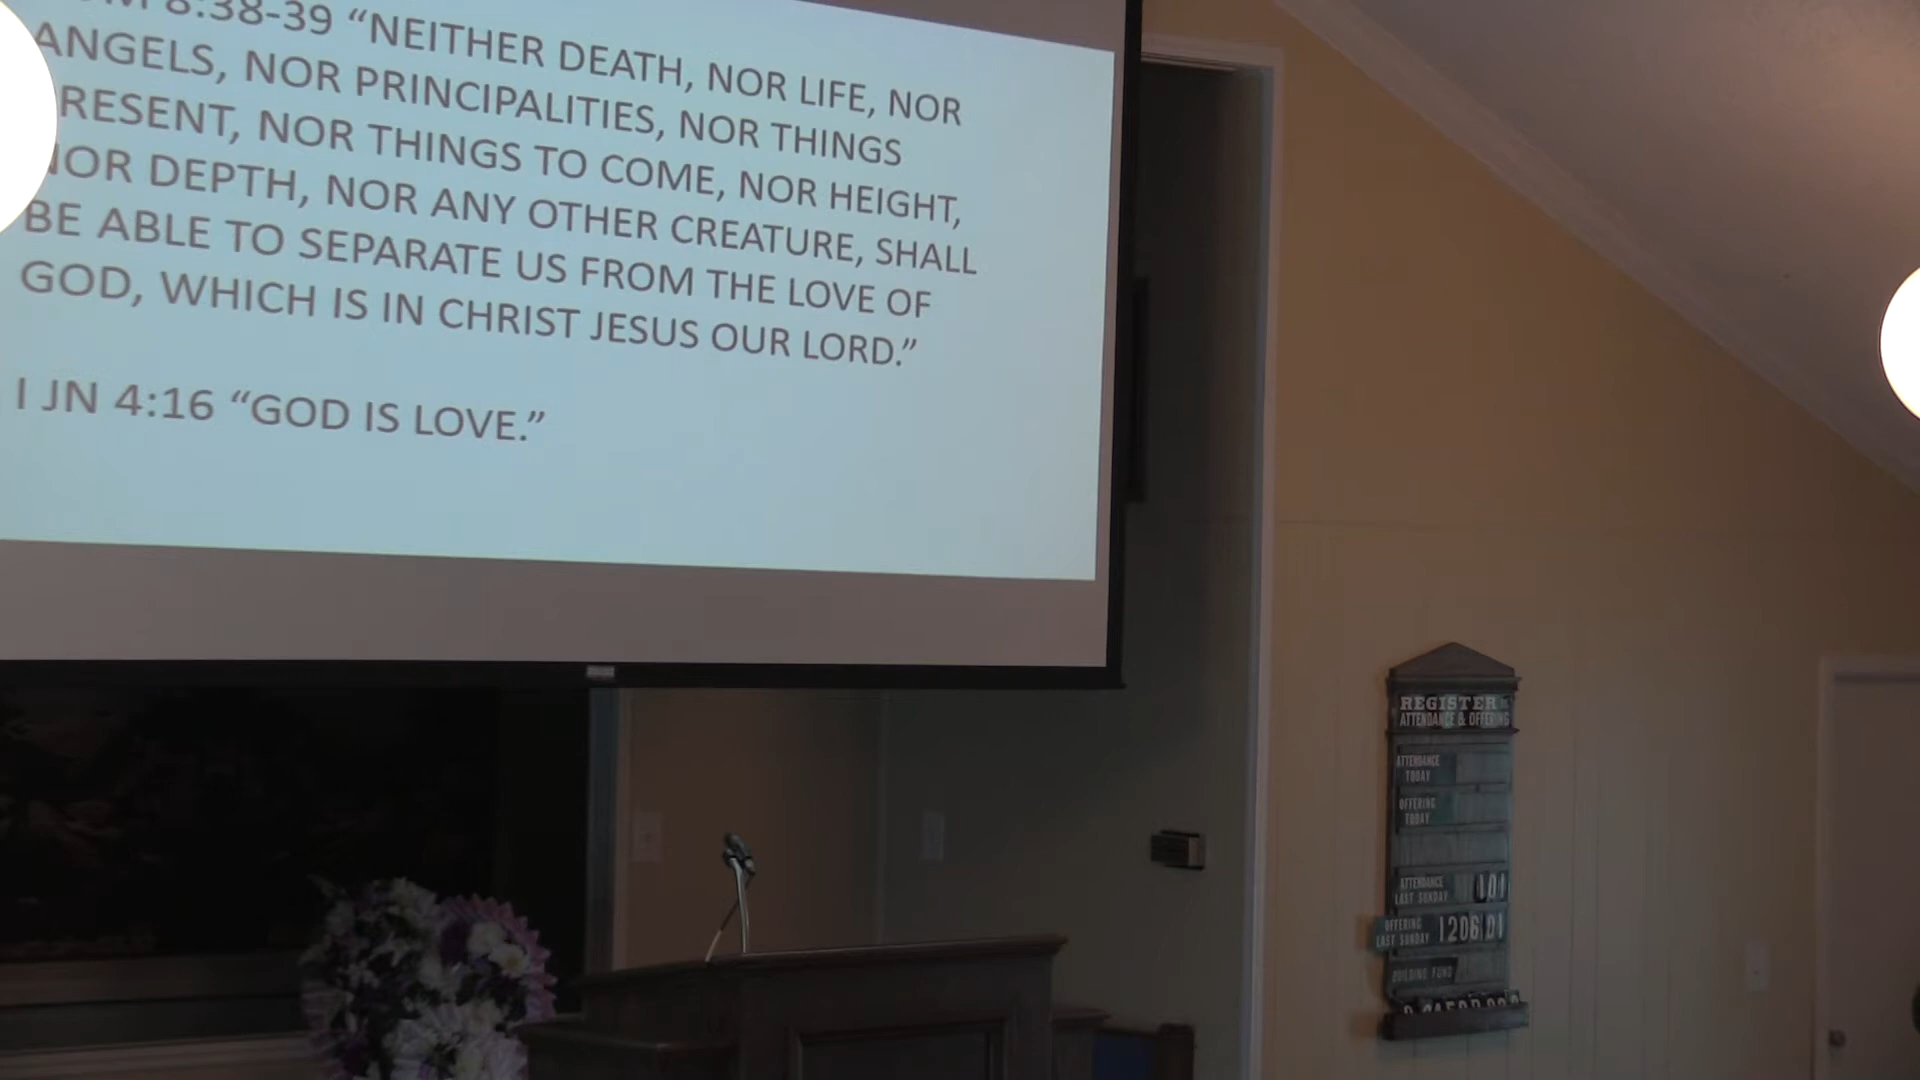 8:38-39 “NEITHER DEATH, NOR LIFE, NOR
ANGELS, NOR PRINCIPALITIES, NOR THINGS
PRESENT, NOR THINGS TO COME, NOR HEIGHT,
NOR DEPTH, NOR ANY OTHER CREATURE, SHALL
BE ABLE TO SEPARATE US FROM THE LOVE OF
GOD, WHICH IS IN CHRIST JESUS OUR LORD.”
I JN 4:16 “GOD IS LOVE.”
REGISTER
ATTENDANCE & OFFERING
ATTENDANCE
TODAY
OFFERING
TODAY
ATTENDANCE
LAST SUNDAY 101
OFFERING
LAST SUNDAY 1206 01
BUILDING FUND